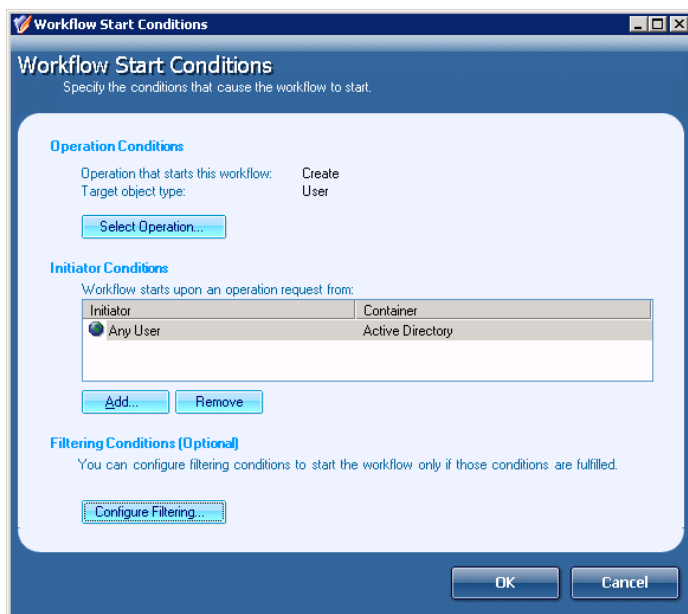 Workflow Start Conditions
Workflow Start Conditions
Specify the conditions that cause the workflow to start.
Operation Conditions
Operation that starts this workflow: Create
Target object type: User
Select Operation...
Initiator Conditions
Workflow starts upon an operation request from:
Initiator Container
Any User Active Directory
Add... Remove
Filtering Conditions (Optional)
You can configure filtering conditions to start the workflow only if those conditions are fulfilled.
Configure Filtering...
OK Cancel